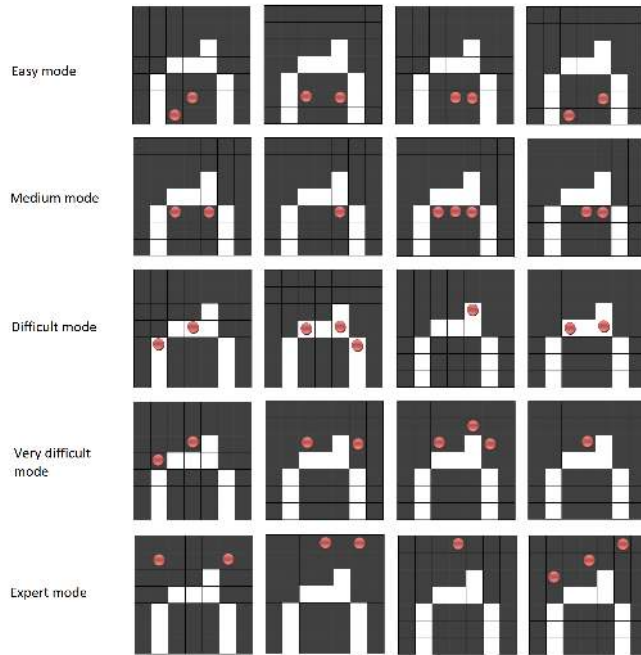 Easy mode
Medium mode
Difficult mode
Very difficult
mode
Expert mode